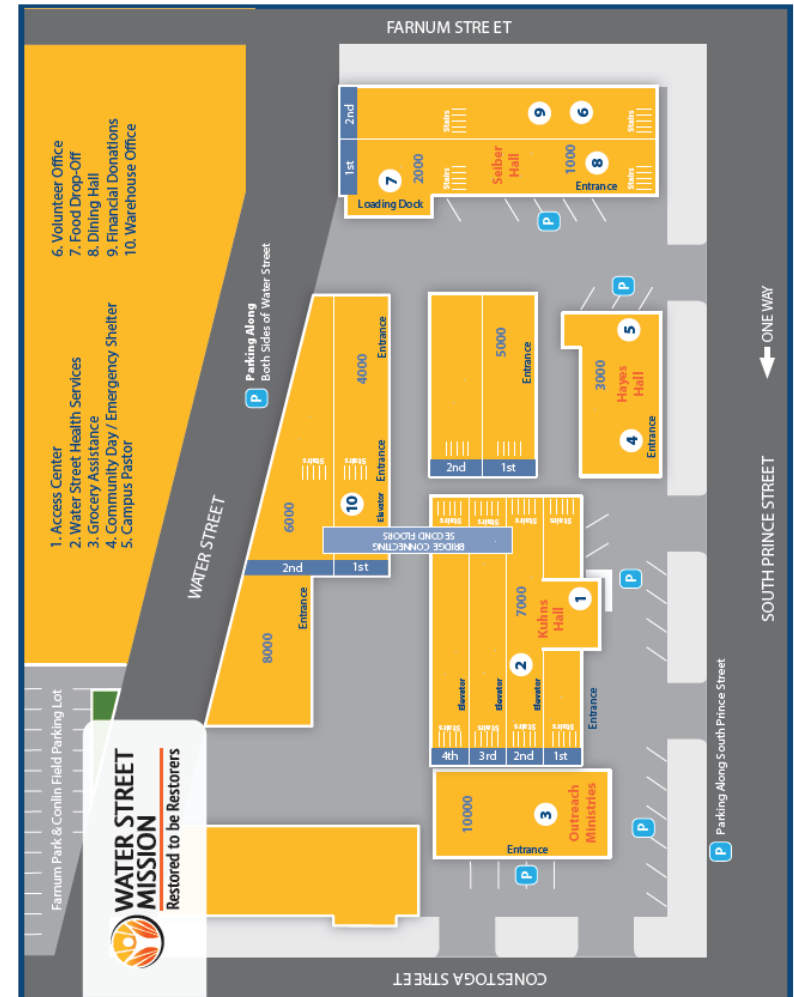 FARNUM STREET
1. Access Center
2. Water Street Health Services
3. Grocery Assistance
4. Community Day / Emergency Shelter
5. Campus Pastor
6. Volunteer Office
7. Food Drop-Off
8. Dining Hall
9. Financial Donations
10. Warehouse Office
P Parking Along
Both Sides of Water Street
WATER STREET
Farnum Park & Conlin Field Parking Lot
WATER STREET
MISSION
Restored to be Restorers
2nd
1st
Stairs
Stairs
Stairs
Stairs
7
2000
Loading Dock
Seiber
Hall
9
6
1000
8
Entrance
P
4000
Entrance
6000
Stairs
Stairs
10
Elevator
Entrance
2nd
1st
8000
Entrance
BRIDGE CONNECTING
SECOND FLOORS
5000
Entrance
2nd
1st
P
5
3000
Hayes
Hall
4
Entrance
Stairs
Stairs
Stairs
Stairs
7000
Kuhns
Hall
1
2
Elevator
Elevator
Elevator
Stairs
Stairs
Stairs
Stairs
4th
3rd
2nd
1st
Entrance
P
10000
3
Outreach
Ministries
Entrance
P
P
P Parking Along South Prince Street
ONE WAY
SOUTH PRINCE STREET
CONESTOGA STREET